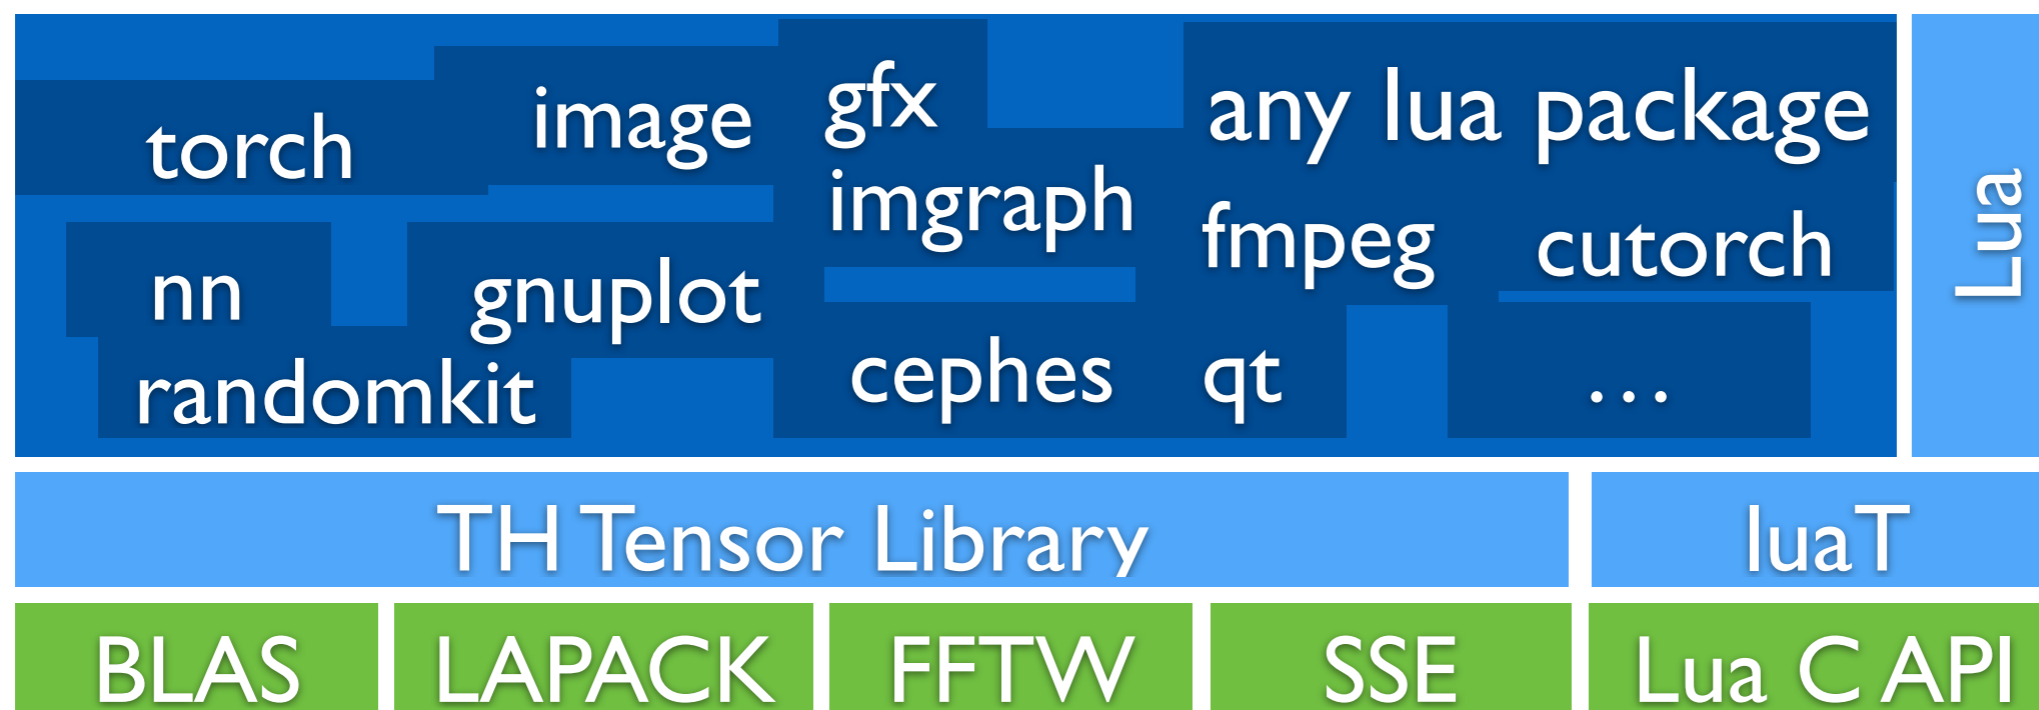 torch
image
gfx
any lua package
imgraph
nn
gnuplot
fmpeg
cutorch
randomkit
cephes
qt
...
Lua
TH Tensor Library
luaT
BLAS
LAPACK
FFTW
SSE
Lua C API